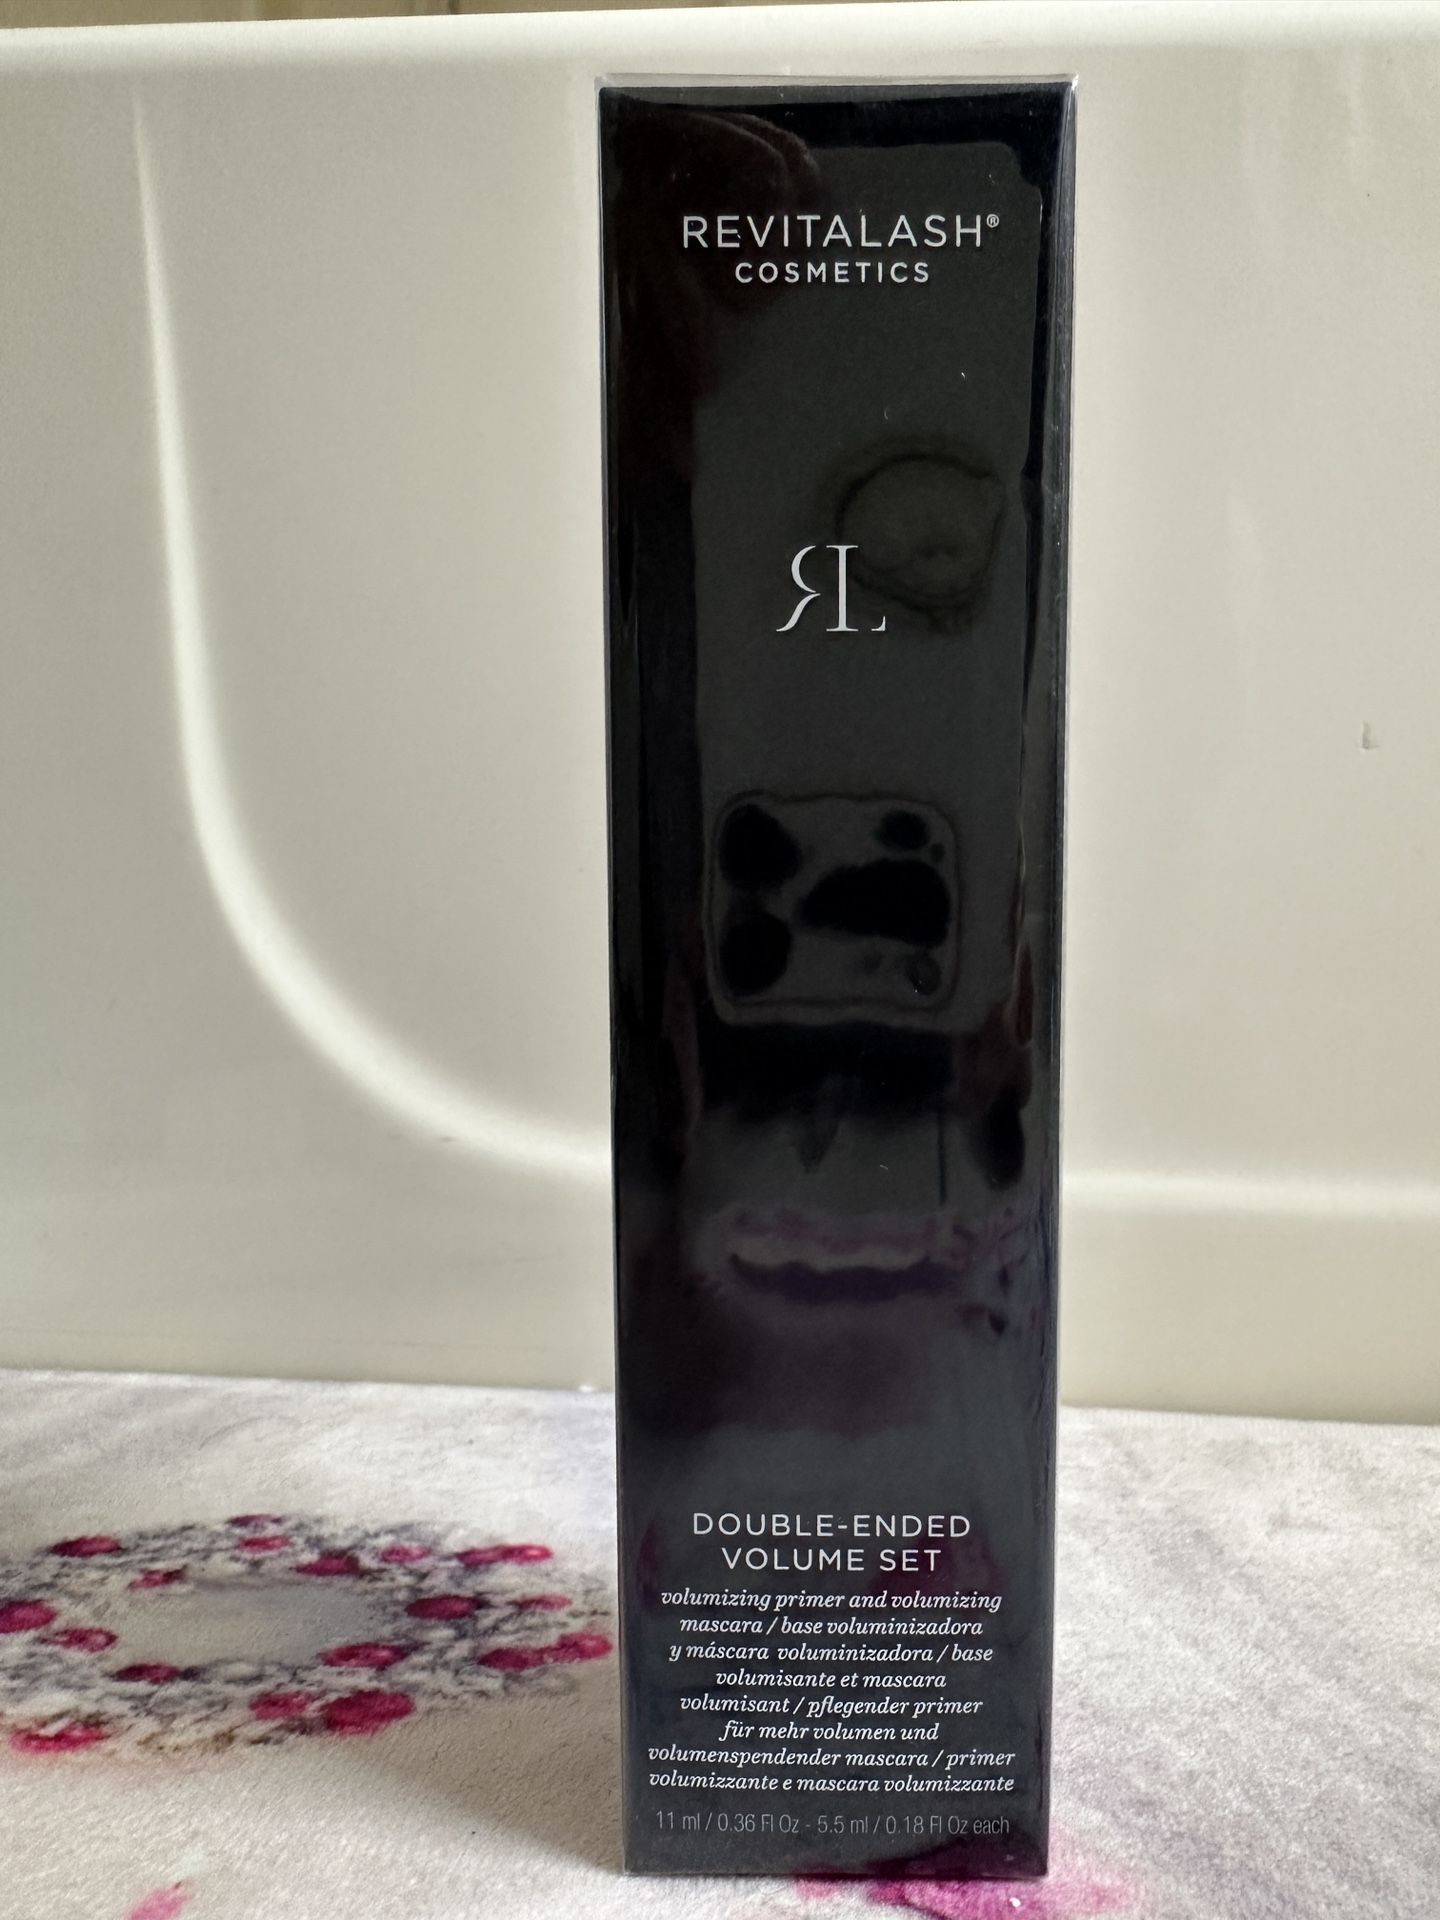 REVITALASH®
COSMETICS
RL
DOUBLE-ENDED
VOLUME SET
volumizing primer and volumizing
mascara / base voluminizadora
y máscara voluminizadora / base
volumisante et mascara
volumisant / pflegender primer
für mehr volumen und
volumenspendender mascara / primer
volumizzante e mascara volumizzante
11 ml / 0.36 Fl Oz - 5.5 ml / 0.18 Fl Oz each